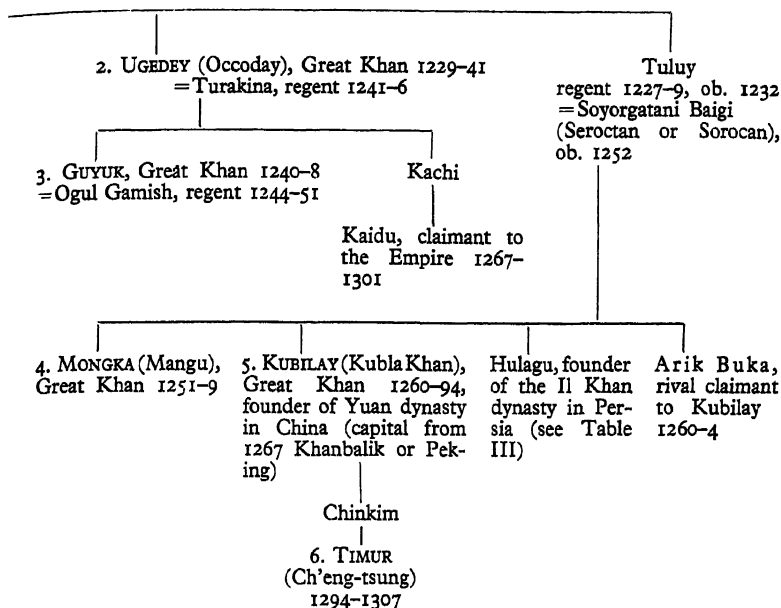 2. UGEDEY (Occoday), Great Khan 1229–41
=Turakina, regent 1241–6
Tuluy
regent 1227–9, ob. 1232
=Soyorgatani Baigi
(Seroctan or Sorocan),
ob. 1252
3. GUYUK, Great Khan 1240–8
=Ogul Gamish, regent 1244–51
Kachi
Kaidu, claimant to
the Empire 1267–
1301
4. MONGKA (Mangu),
Great Khan 1251–9
5. KUBILAY (Kubla Khan),
Great Khan 1260–94,
founder of Yuan dynasty
in China (capital from
1267 Khanbalik or Pek-
ing)
Hulagu, founder
of the Il Khan
dynasty in Per-
sia (see Table
III)
Arik Buka,
rival claimant
to Kubilay
1260–4
Chinkim
6. TIMUR
(Ch'eng-tsung)
1294–1307